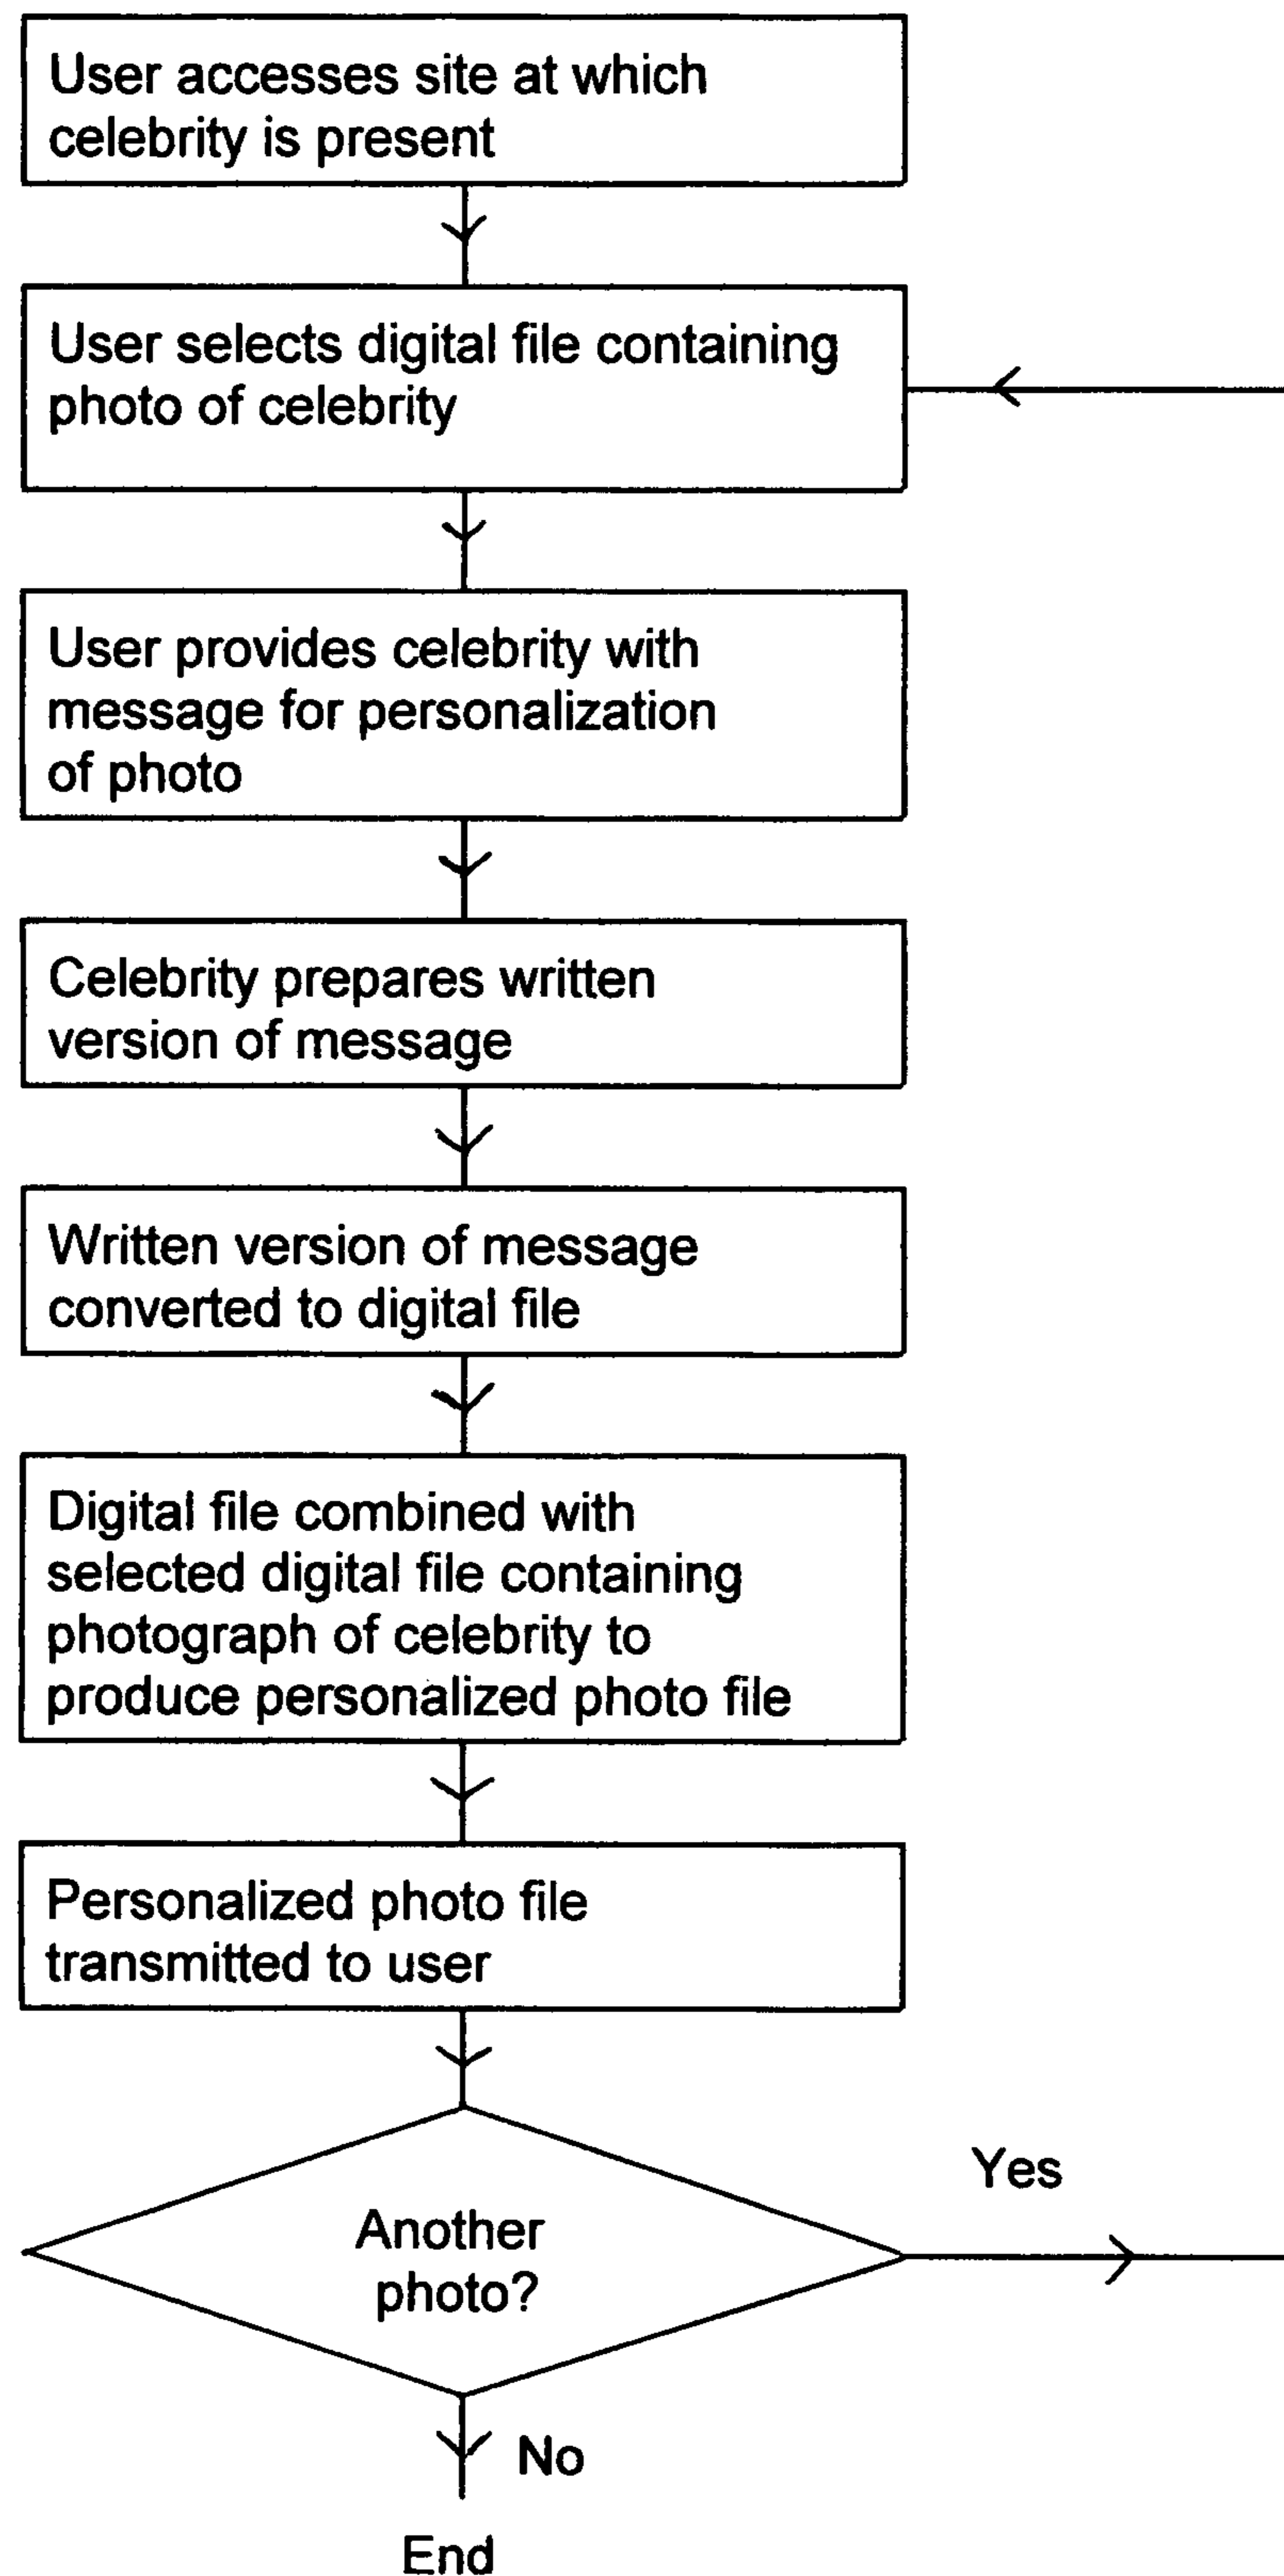 User accesses site at which
celebrity is present
User selects digital file containing
photo of celebrity
User provides celebrity with
message for personalization
of photo
Celebrity prepares written
version of message
Written version of message
converted to digital file
Digital file combined with
selected digital file containing
photograph of celebrity to
produce personalized photo file
Personalized photo file
transmitted to user
Another
photo?
Yes
No
End